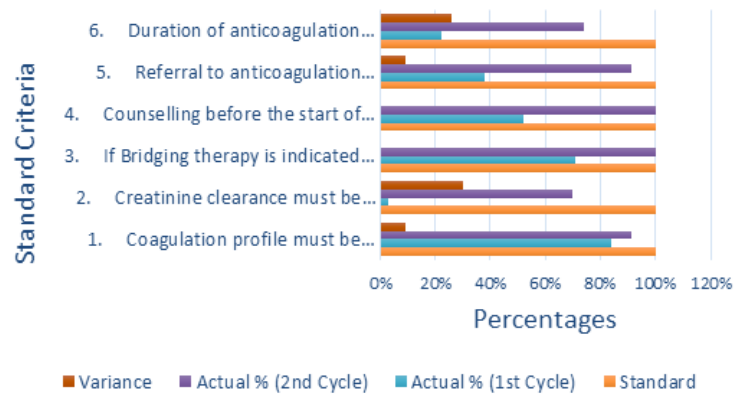 Standard Criteria
6. Duration of anticoagulation...
5. Referral to anticoagulation...
4. Counselling before the start of...
3. If Bridging therapy is indicated...
2. Creatinine clearance must be...
1. Coagulation profile must be...
0% 20% 40% 60% 80% 100% 120%
Percentages
Variance Actual % (2nd Cycle) Actual % (1st Cycle) Standard